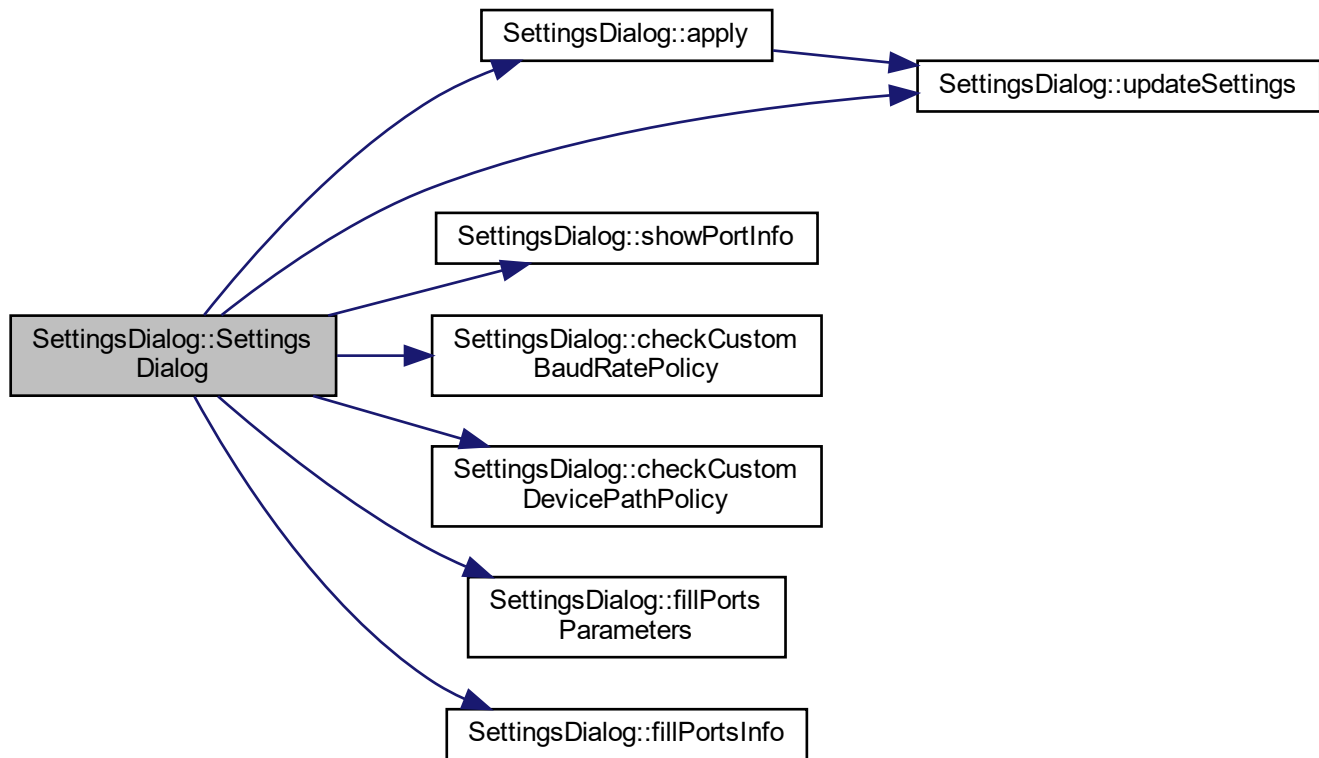 SettingsDialog::apply
SettingsDialog::updateSettings
SettingsDialog::showPortInfo
SettingsDialog::Settings
Dialog
SettingsDialog::checkCustom
BaudRatePolicy
SettingsDialog::checkCustom
DevicePathPolicy
SettingsDialog::fillPorts
Parameters
SettingsDialog::fillPortsInfo